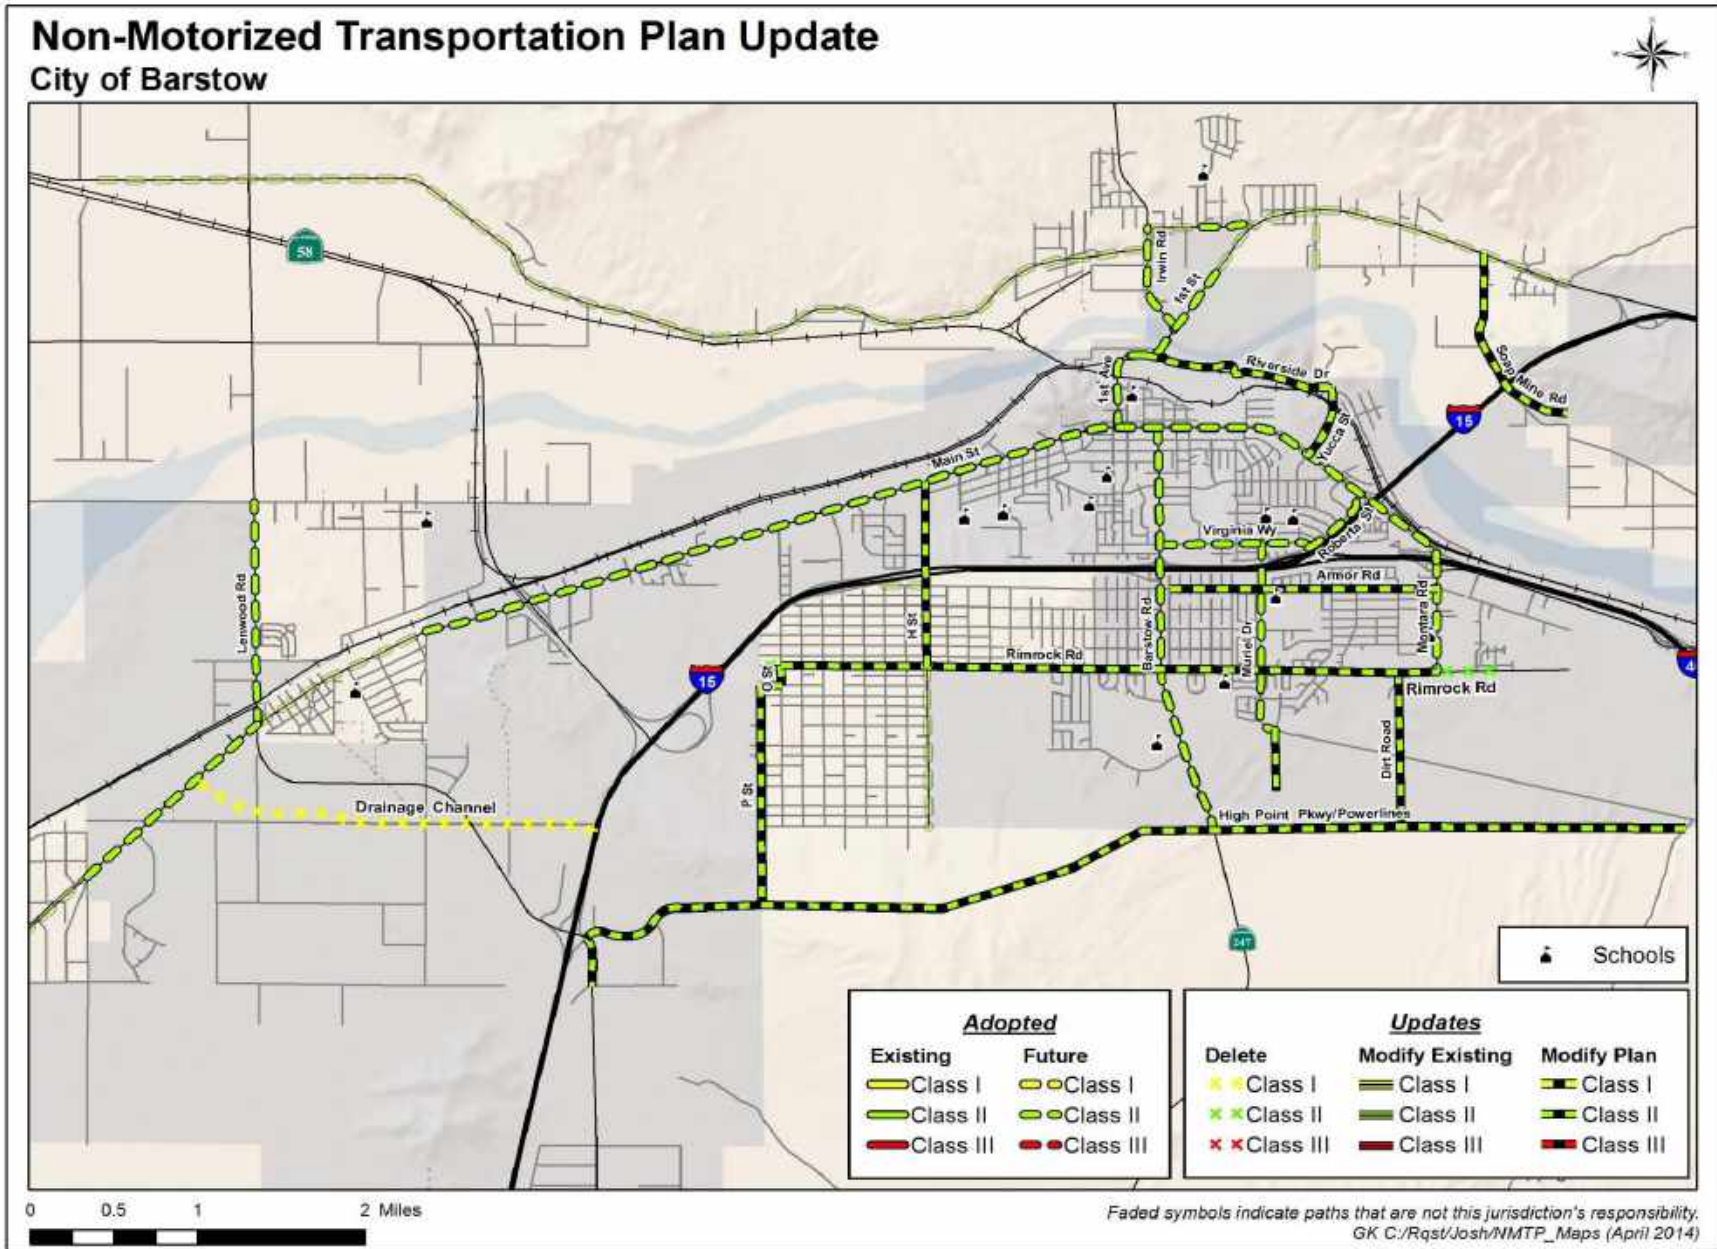 Non-Motorized Transportation Plan Update
City of Barstow
58
Irwin Rd
1st St
Riverside Dr
1st Ave
Soap Mine Rd
15
Yucca St
Main St
Virginia Wy
Roberta St
Armor Rd
Lenwood Rd
H St
Barstow Rd
Muriel Dr
Montara Rd
Rimrock Rd
O St
15
4
Rimrock Rd
Dirt Road
P St
Drainage Channel
High Point Pkwy/Powerlines
247
Schools
Adopted
Existing Future
Class I Class I
Class II Class II
Class III Class III
Updates
Delete Modify Existing Modify Plan
Class I Class I Class I
Class II Class II Class II
Class III Class III Class III
0 0.5 1 2 Miles
Faded symbols indicate paths that are not this jurisdiction's responsibility.
GK C:/Rqst/Josh/NMTP_Maps (April 2014)